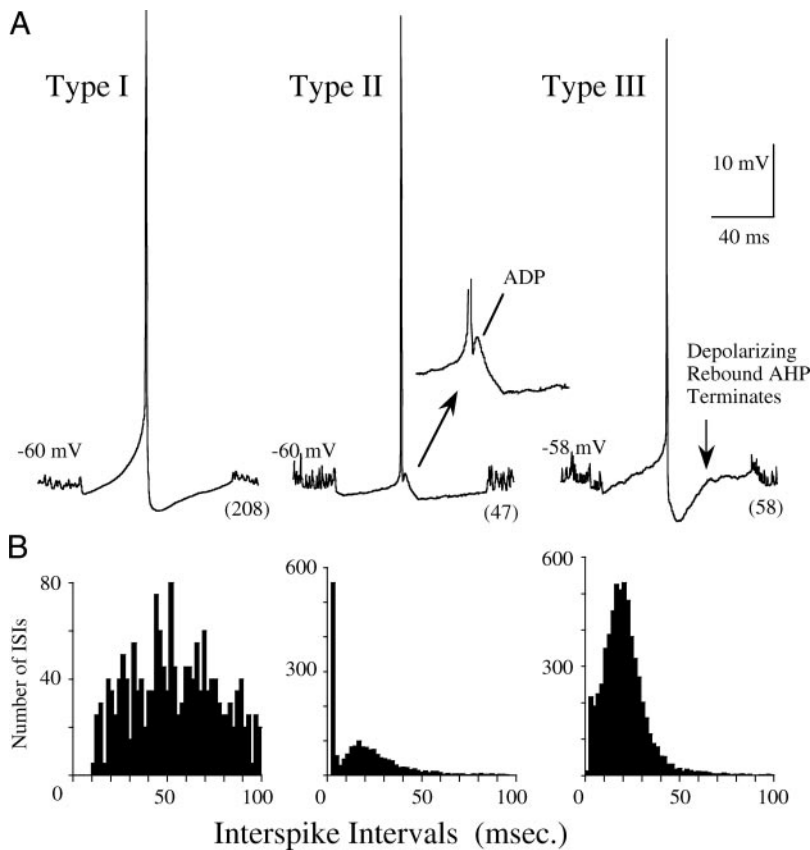 A
Type I
Type II
Type III
10 mV
40 ms
ADP
Depolarizing
Rebound AHP
Terminates
-60 mV
-60 mV
-58 mV
(208)
(47)
(58)
B
Number of ISIs
80
40
0
100
600
300
0
50
100
600
300
0
50
100
Interspike Intervals (msec.)